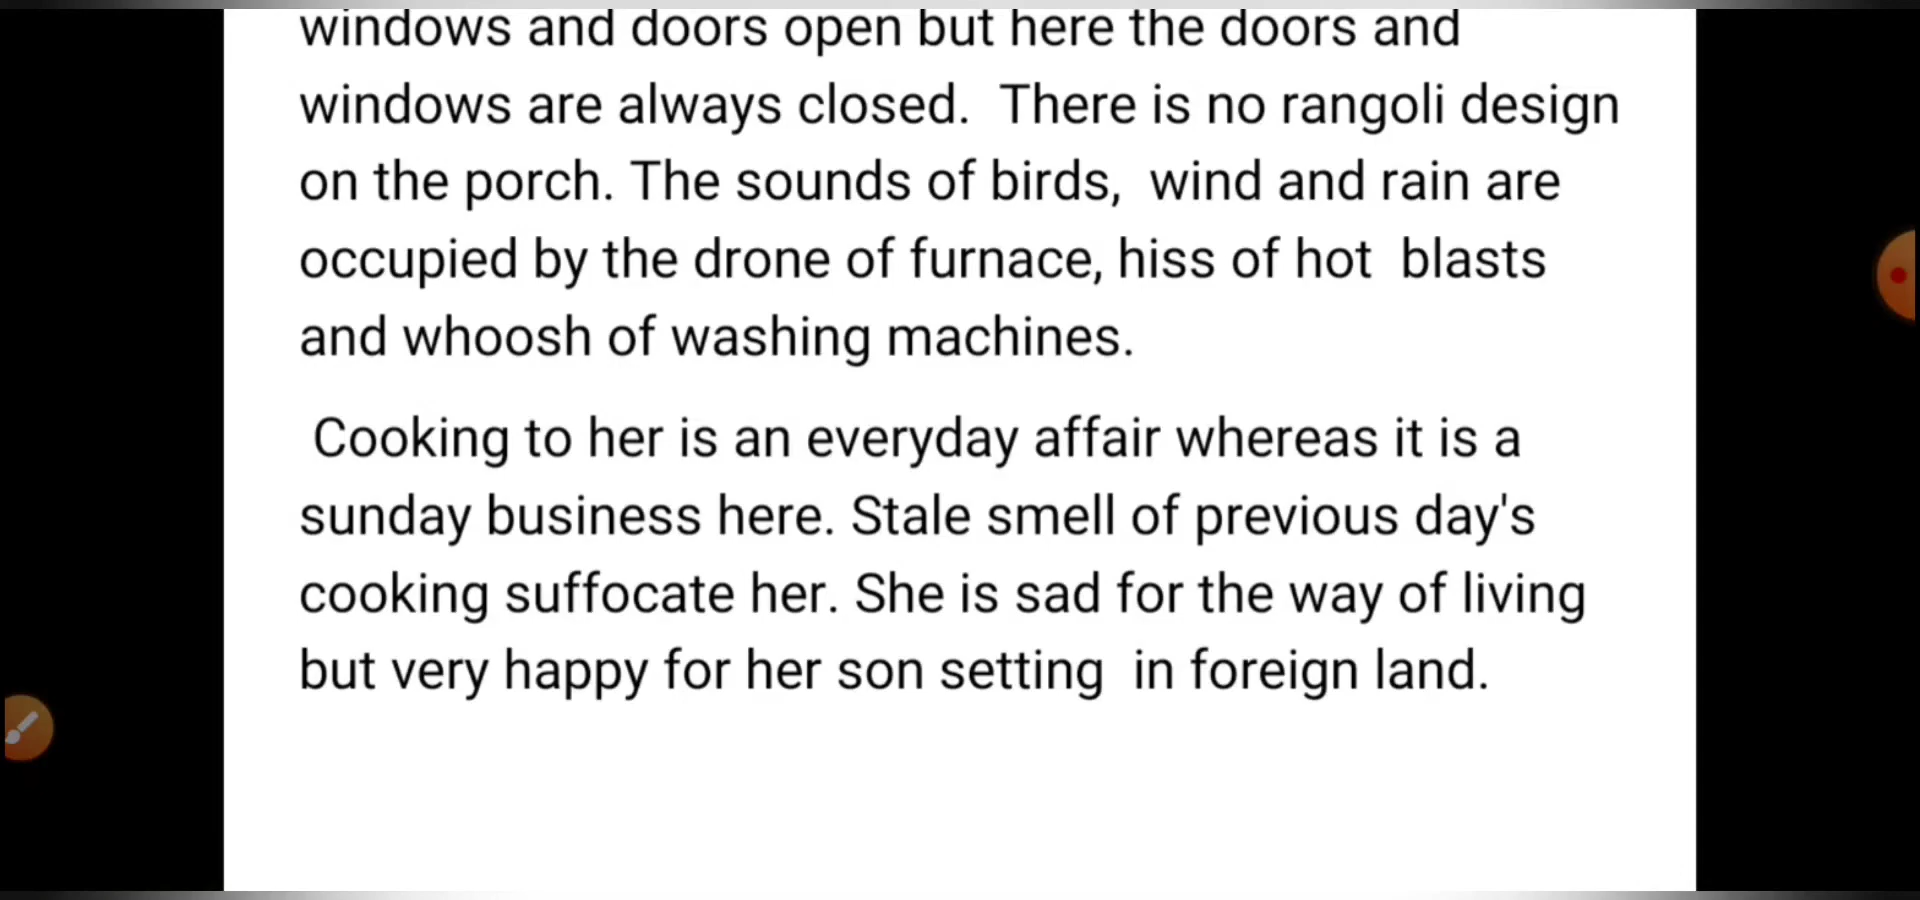 windows and doors open but here the doors and
windows are always closed.  There is no rangoli design
on the porch. The sounds of birds,  wind and rain are
occupied by the drone of furnace, hiss of hot  blasts
and whoosh of washing machines.
Cooking to her is an everyday affair whereas it is a
sunday business here. Stale smell of previous day's
cooking suffocate her. She is sad for the way of living
but very happy for her son setting  in foreign land.